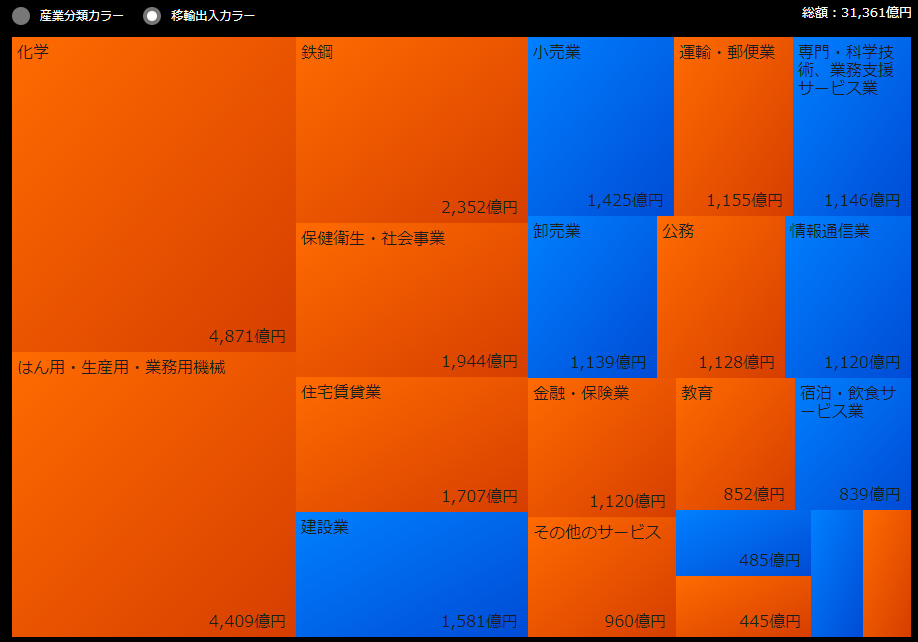 産業分類カラー 移輸出入カラー 総額：31,361億円
化学
4,871億円
はん用・生産用・業務用機械
4,409億円
鉄鋼
2,352億円
保健衛生・社会事業
1,944億円
住宅賃貸業
1,707億円
建設業
1,581億円
小売業
1,425億円
運輸・郵便業
1,155億円
専門・科学技
術、業務支援
サービス業
1,146億円
卸売業
1,139億円
公務
1,128億円
情報通信業
1,120億円
金融・保険業
1,120億円
教育
852億円
宿泊・飲食サ
ービス業
839億円
その他のサービス
960億円
485億円
445億円